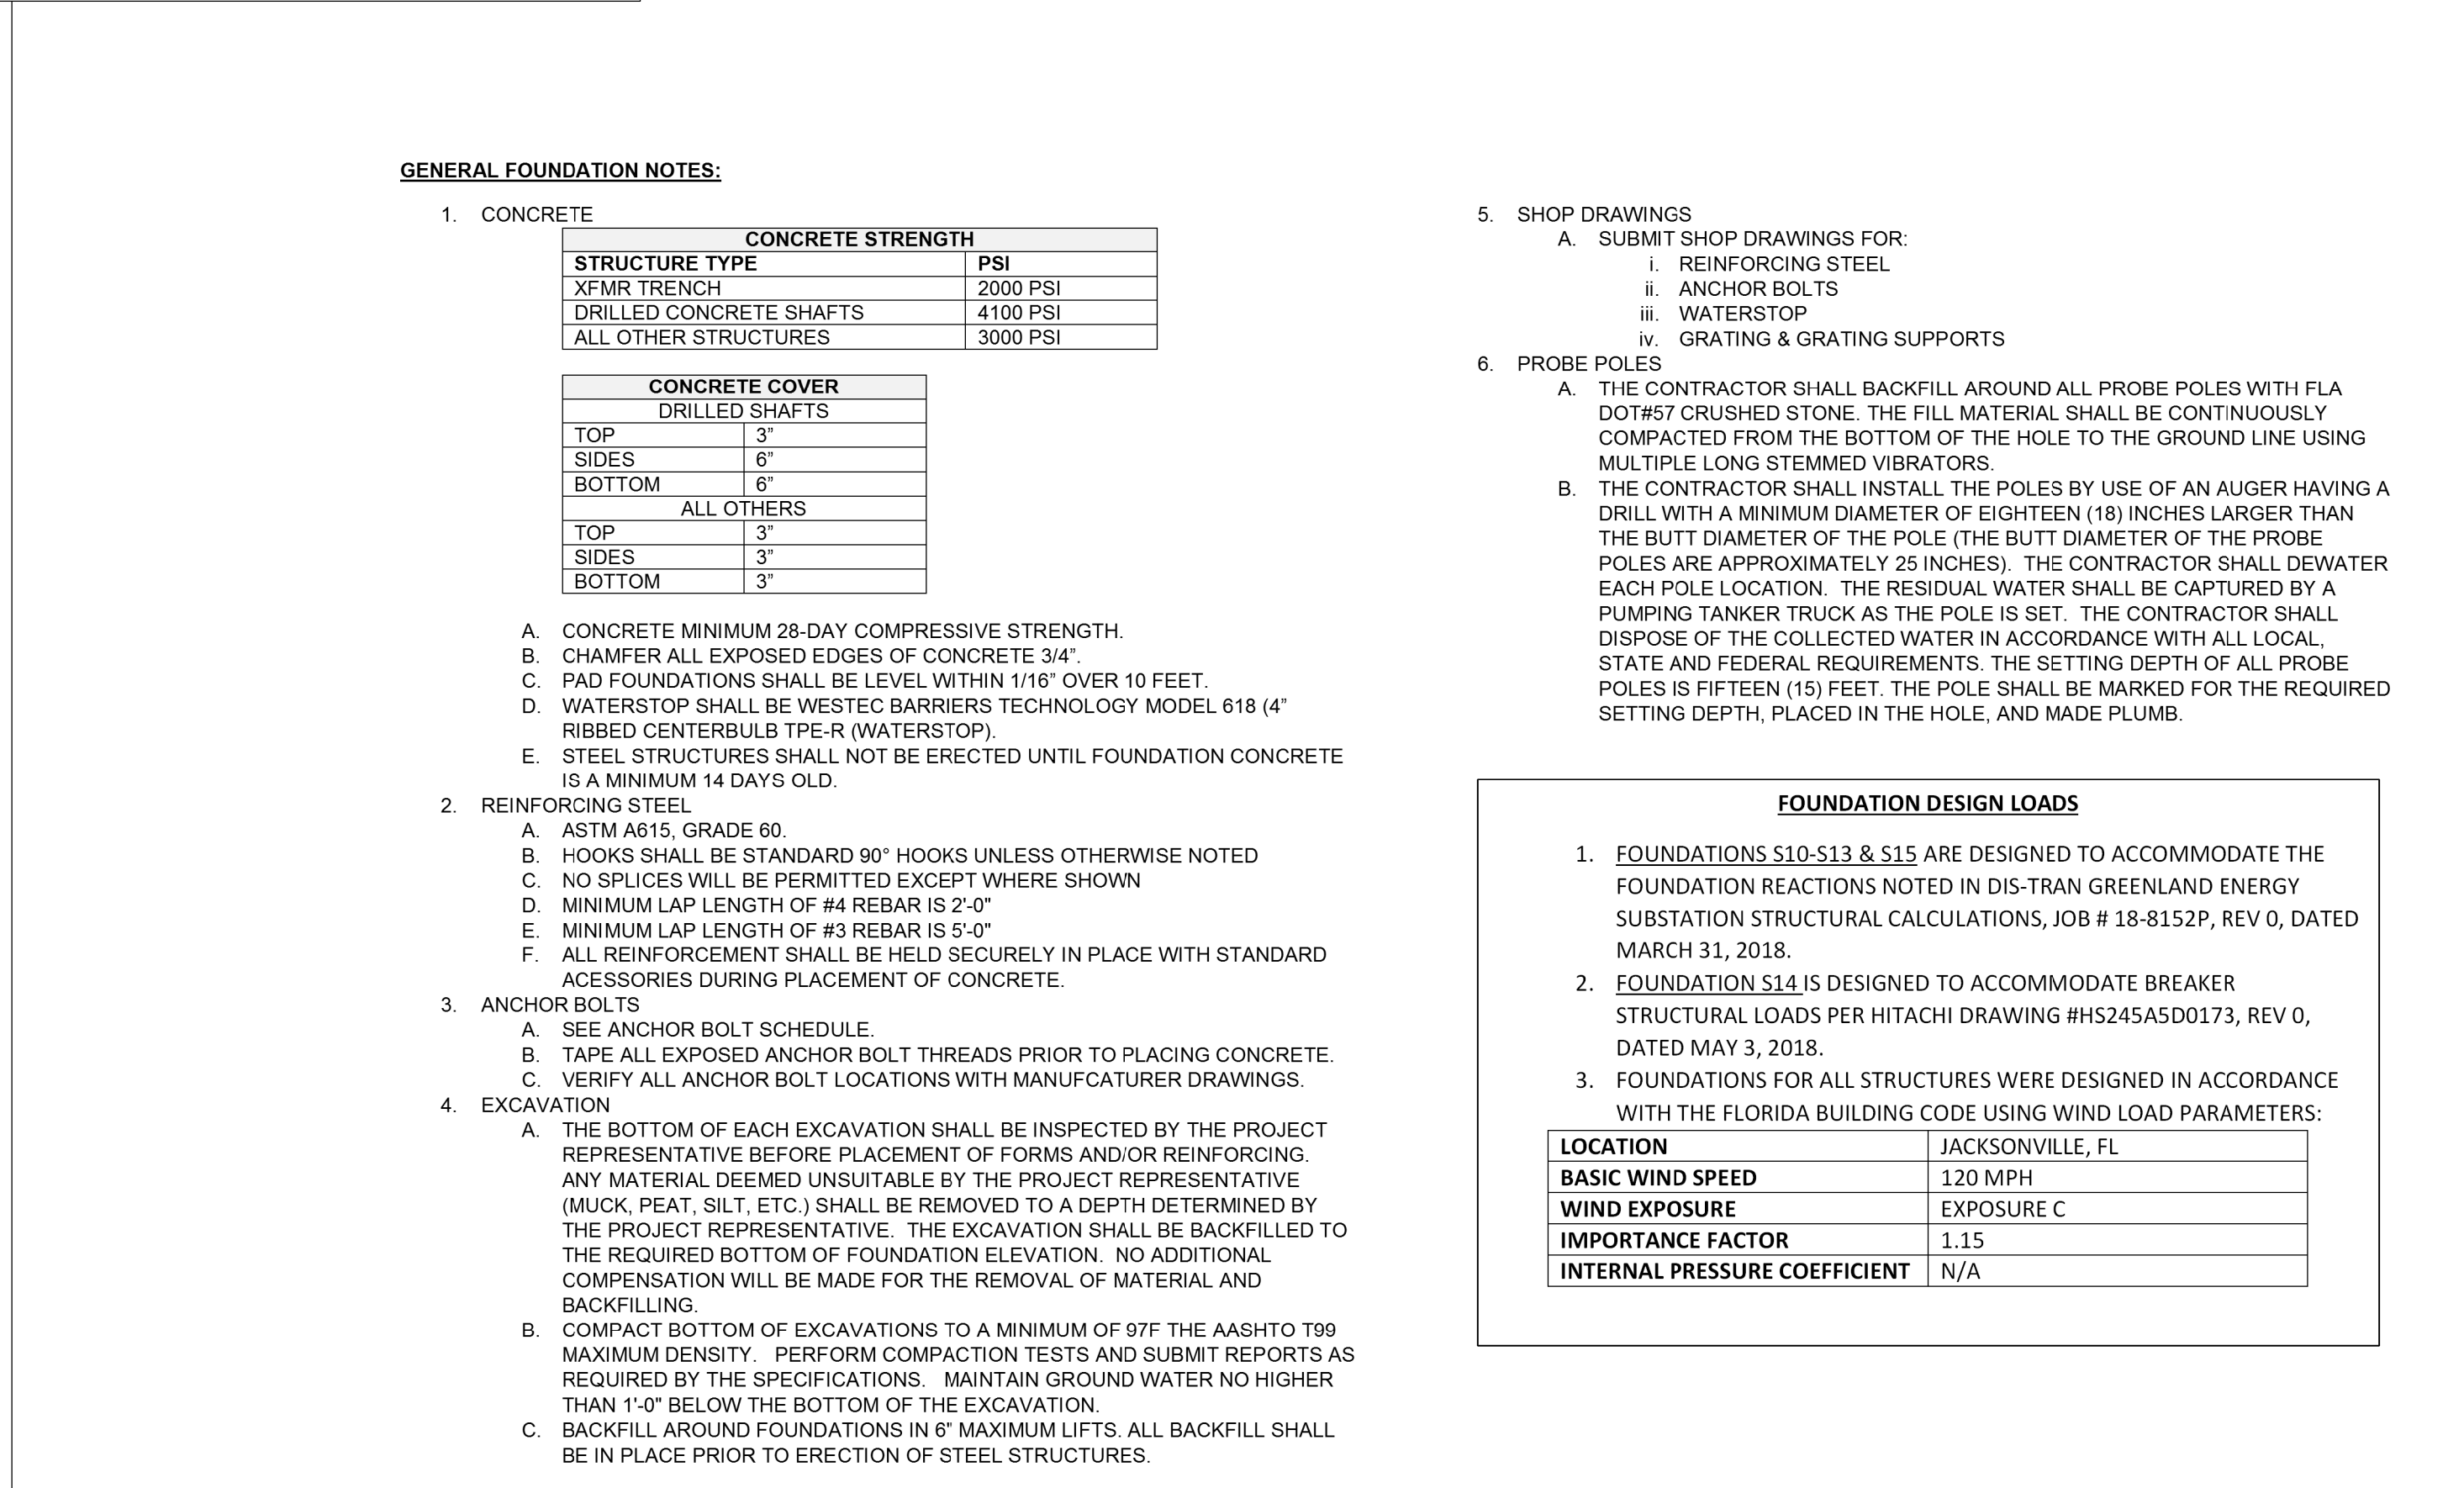 GENERAL FOUNDATION NOTES:
1. CONCRETE
CONCRETE STRENGTH
STRUCTURE TYPE PSI
XFMR TRENCH 2000 PSI
DRILLED CONCRETE SHAFTS 4100 PSI
ALL OTHER STRUCTURES 3000 PSI
CONCRETE COVER
DRILLED SHAFTS
TOP 3”
SIDES 6”
BOTTOM 6”
ALL OTHERS
TOP 3”
SIDES 3”
BOTTOM 3”
A. CONCRETE MINIMUM 28-DAY COMPRESSIVE STRENGTH.
B. CHAMFER ALL EXPOSED EDGES OF CONCRETE 3/4”.
C. PAD FOUNDATIONS SHALL BE LEVEL WITHIN 1/16” OVER 10 FEET.
D. WATERSTOP SHALL BE WESTEC BARRIERS TECHNOLOGY MODEL 618 (4”
RIBBED CENTERBULB TPE-R (WATERSTOP).
E. STEEL STRUCTURES SHALL NOT BE ERECTED UNTIL FOUNDATION CONCRETE
IS A MINIMUM 14 DAYS OLD.
2. REINFORCING STEEL
A. ASTM A615, GRADE 60.
B. HOOKS SHALL BE STANDARD 90° HOOKS UNLESS OTHERWISE NOTED
C. NO SPLICES WILL BE PERMITTED EXCEPT WHERE SHOWN
D. MINIMUM LAP LENGTH OF #4 REBAR IS 2'-0"
E. MINIMUM LAP LENGTH OF #3 REBAR IS 5'-0"
F. ALL REINFORCEMENT SHALL BE HELD SECURELY IN PLACE WITH STANDARD
ACESSORIES DURING PLACEMENT OF CONCRETE.
3. ANCHOR BOLTS
A. SEE ANCHOR BOLT SCHEDULE.
B. TAPE ALL EXPOSED ANCHOR BOLT THREADS PRIOR TO PLACING CONCRETE.
C. VERIFY ALL ANCHOR BOLT LOCATIONS WITH MANUFCATURER DRAWINGS.
4. EXCAVATION
A. THE BOTTOM OF EACH EXCAVATION SHALL BE INSPECTED BY THE PROJECT
REPRESENTATIVE BEFORE PLACEMENT OF FORMS AND/OR REINFORCING.
ANY MATERIAL DEEMED UNSUITABLE BY THE PROJECT REPRESENTATIVE
(MUCK, PEAT, SILT, ETC.) SHALL BE REMOVED TO A DEPTH DETERMINED BY
THE PROJECT REPRESENTATIVE. THE EXCAVATION SHALL BE BACKFILLED TO
THE REQUIRED BOTTOM OF FOUNDATION ELEVATION. NO ADDITIONAL
COMPENSATION WILL BE MADE FOR THE REMOVAL OF MATERIAL AND
BACKFILLING.
B. COMPACT BOTTOM OF EXCAVATIONS TO A MINIMUM OF 97F THE AASHTO T99
MAXIMUM DENSITY. PERFORM COMPACTION TESTS AND SUBMIT REPORTS AS
REQUIRED BY THE SPECIFICATIONS. MAINTAIN GROUND WATER NO HIGHER
THAN 1'-0" BELOW THE BOTTOM OF THE EXCAVATION.
C. BACKFILL AROUND FOUNDATIONS IN 6" MAXIMUM LIFTS. ALL BACKFILL SHALL
BE IN PLACE PRIOR TO ERECTION OF STEEL STRUCTURES.
5. SHOP DRAWINGS
A. SUBMIT SHOP DRAWINGS FOR:
i. REINFORCING STEEL
ii. ANCHOR BOLTS
iii. WATERSTOP
iv. GRATING & GRATING SUPPORTS
6. PROBE POLES
A. THE CONTRACTOR SHALL BACKFILL AROUND ALL PROBE POLES WITH FLA
DOT#57 CRUSHED STONE. THE FILL MATERIAL SHALL BE CONTINUOUSLY
COMPACTED FROM THE BOTTOM OF THE HOLE TO THE GROUND LINE USING
MULTIPLE LONG STEMMED VIBRATORS.
B. THE CONTRACTOR SHALL INSTALL THE POLES BY USE OF AN AUGER HAVING A
DRILL WITH A MINIMUM DIAMETER OF EIGHTEEN (18) INCHES LARGER THAN
THE BUTT DIAMETER OF THE POLE (THE BUTT DIAMETER OF THE PROBE
POLES ARE APPROXIMATELY 25 INCHES). THE CONTRACTOR SHALL DEWATER
EACH POLE LOCATION. THE RESIDUAL WATER SHALL BE CAPTURED BY A
PUMPING TANKER TRUCK AS THE POLE IS SET. THE CONTRACTOR SHALL
DISPOSE OF THE COLLECTED WATER IN ACCORDANCE WITH ALL LOCAL,
STATE AND FEDERAL REQUIREMENTS. THE SETTING DEPTH OF ALL PROBE
POLES IS FIFTEEN (15) FEET. THE POLE SHALL BE MARKED FOR THE REQUIRED
SETTING DEPTH, PLACED IN THE HOLE, AND MADE PLUMB.
FOUNDATION DESIGN LOADS
1. FOUNDATIONS S10-S13 & S15 ARE DESIGNED TO ACCOMMODATE THE
FOUNDATION REACTIONS NOTED IN DIS-TRAN GREENLAND ENERGY
SUBSTATION STRUCTURAL CALCULATIONS, JOB # 18-8152P, REV 0, DATED
MARCH 31, 2018.
2. FOUNDATION S14 IS DESIGNED TO ACCOMMODATE BREAKER
STRUCTURAL LOADS PER HITACHI DRAWING #HS245A5D0173, REV 0,
DATED MAY 3, 2018.
3. FOUNDATIONS FOR ALL STRUCTURES WERE DESIGNED IN ACCORDANCE
WITH THE FLORIDA BUILDING CODE USING WIND LOAD PARAMETERS:
LOCATION JACKSONVILLE, FL
BASIC WIND SPEED 120 MPH
WIND EXPOSURE EXPOSURE C
IMPORTANCE FACTOR 1.15
INTERNAL PRESSURE COEFFICIENT N/A